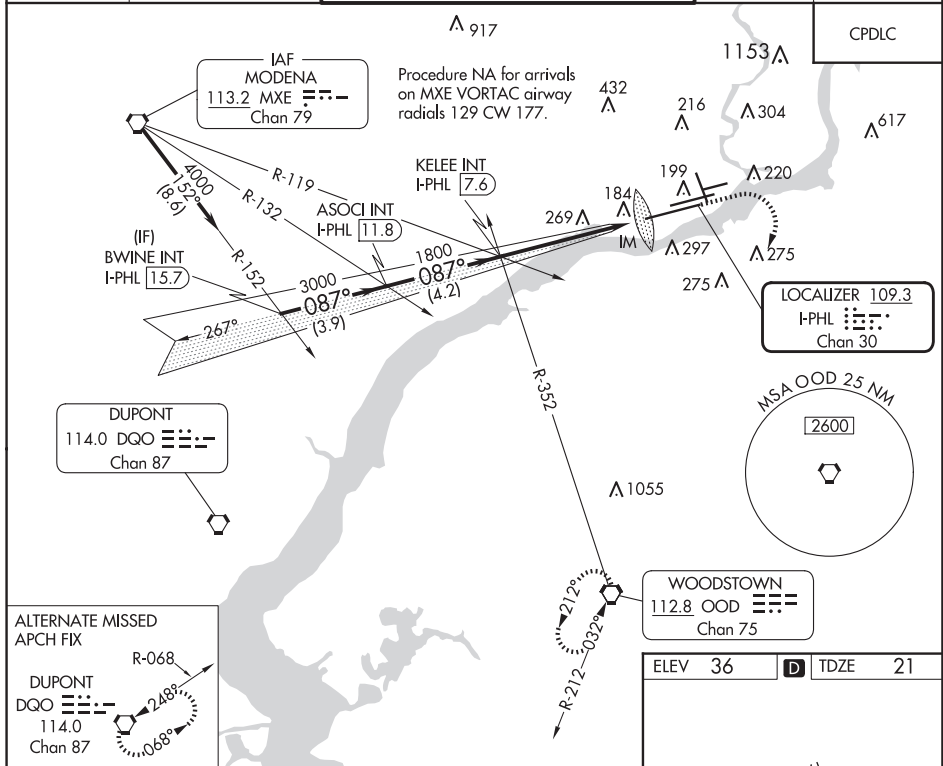 917
CPDLC
1153
IAF
MODENA
113.2 MXE
Chan 79
Procedure NA for arrivals
on MXE VORTAC airway
radials 129 CW 177.
432
216
304
617
4000
152°
(8.6)
R-119
R-132
R-152
KELEE INT
I-PHL 7.6
199
220
184
269
IM
297
275
275
ASOCI INT
I-PHL 11.8
(IF)
BWINE INT
I-PHL 15.7
3000
087°
(3.9)
1800
087°
(4.2)
267°
LOCALIZER 109.3
I-PHL
Chan 30
R-352
MSA OOD 25 NM
2600
DUPONT
114.0 DQO
Chan 87
1055
WOODSTOWN
112.8 OOD
Chan 75
212°
032°
R-212
ALTERNATE MISSED
APCH FIX
R-068
DUPONT
DQO
114.0
Chan 87
248°
068°
ELEV 36 D TDZE 21